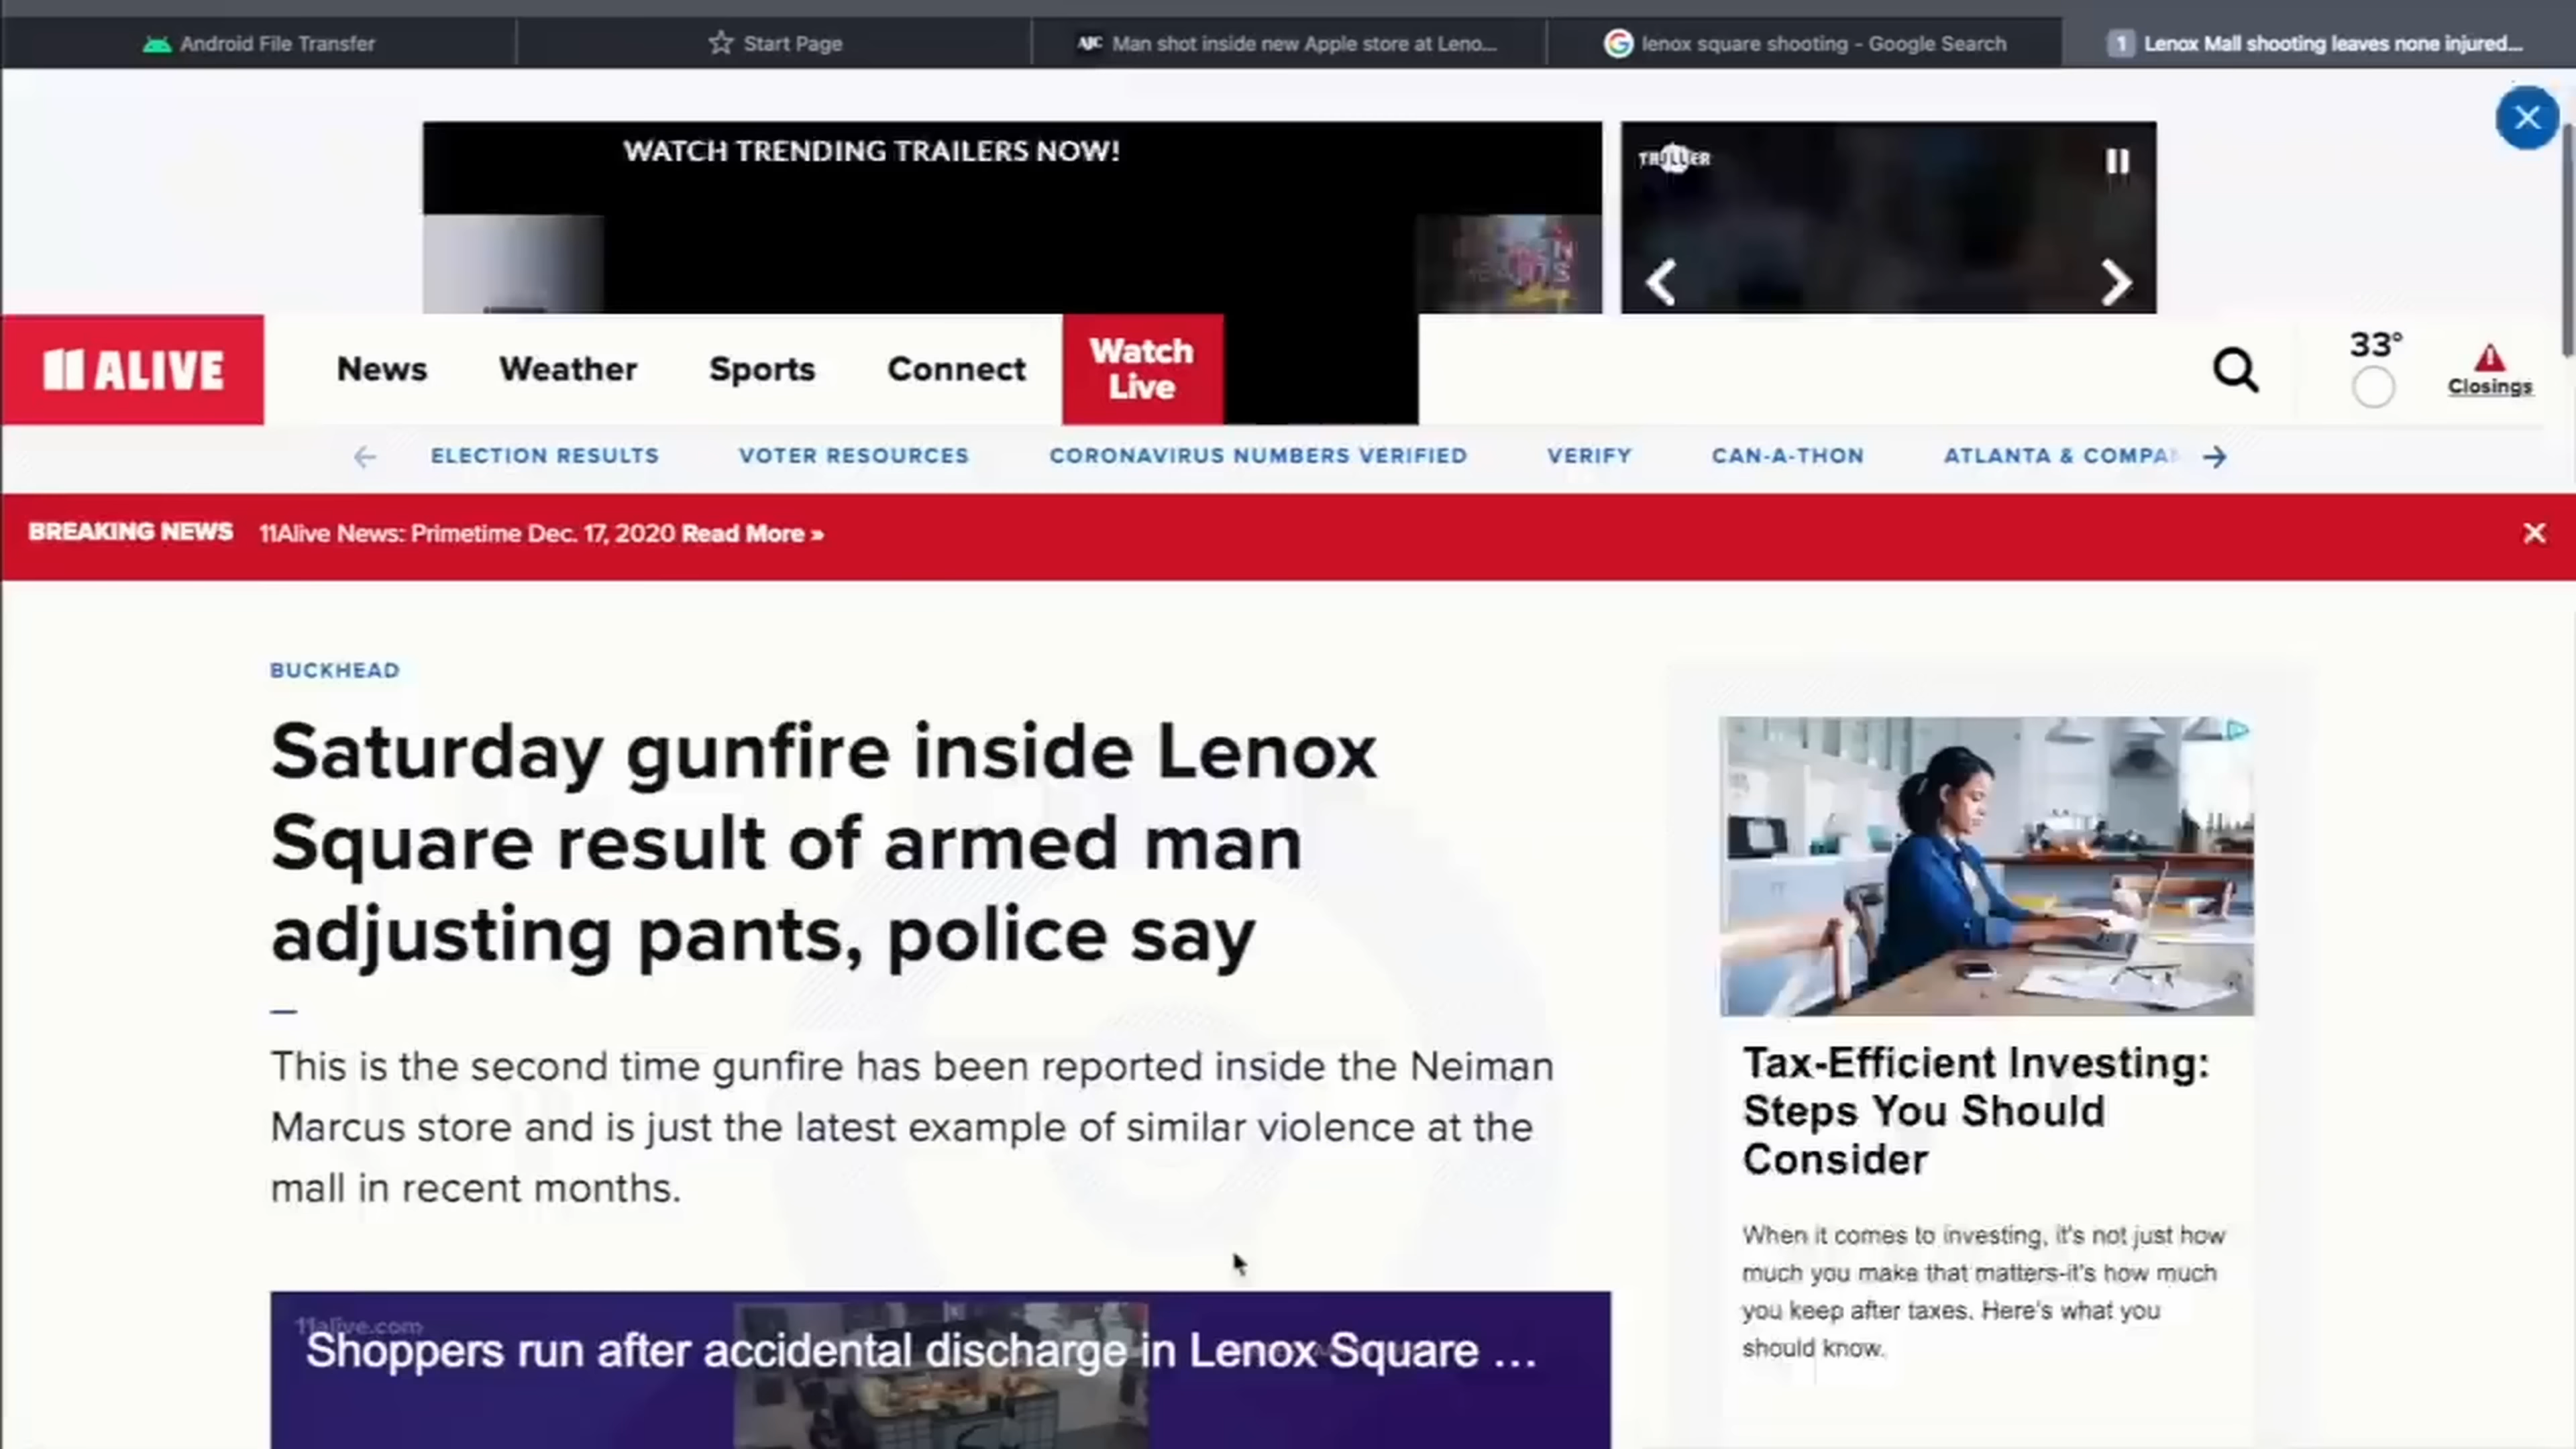 Android File Transfer
Start Page
AJC Man shot inside new Apple store at Leno...
lenox square shooting - Google Search
1 Lenox Mall shooting leaves none injured...
WATCH TRENDING TRAILERS NOW!
TRILLER
11 ALIVE
News
Weather
Sports
Connect
Watch
Live
33°
Closings
ELECTION RESULTS
VOTER RESOURCES
CORONAVIRUS NUMBERS VERIFIED
VERIFY
CAN-A-THON
ATLANTA & COMPAN
BREAKING NEWS 11Alive News: Primetime Dec. 17, 2020 Read More »
BUCKHEAD
Saturday gunfire inside Lenox
Square result of armed man
adjusting pants, police say
This is the second time gunfire has been reported inside the Neiman
Marcus store and is just the latest example of similar violence at the
mall in recent months.
11alive.com
Shoppers run after accidental discharge in Lenox Square ...
Tax-Efficient Investing:
Steps You Should
Consider
When it comes to investing, it's not just how
much you make that matters-it's how much
you keep after taxes. Here's what you
should know.